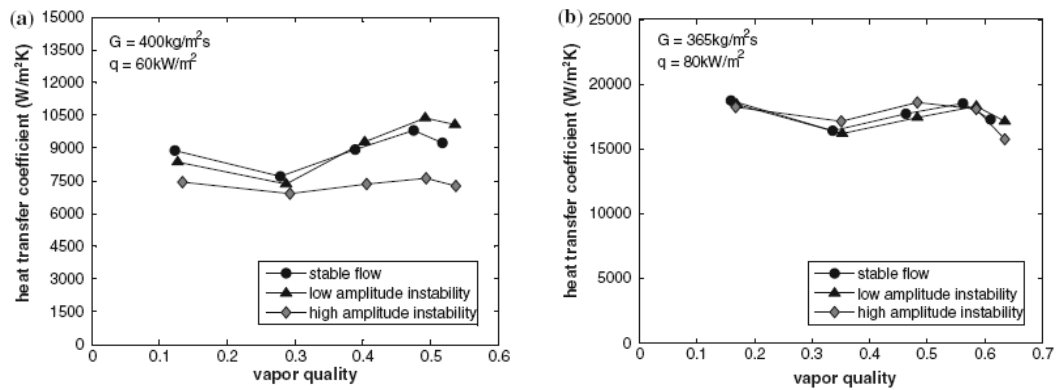 (a)
heat transfer coefficient (W/m²K)
15000
13500
12000
10500
9000
7500
6000
4500
3000
1500
0
G = 400kg/m²s
q = 60kW/m²
stable flow
low amplitude instability
high amplitude instability
0 0.1 0.2 0.3 0.4 0.5 0.6
vapor quality
(b)
heat transfer coefficient (W/m²K)
25000
20000
15000
10000
5000
0
G = 365kg/m²s
q = 80kW/m²
stable flow
low amplitude instability
high amplitude instability
0 0.1 0.2 0.3 0.4 0.5 0.6 0.7
vapor quality